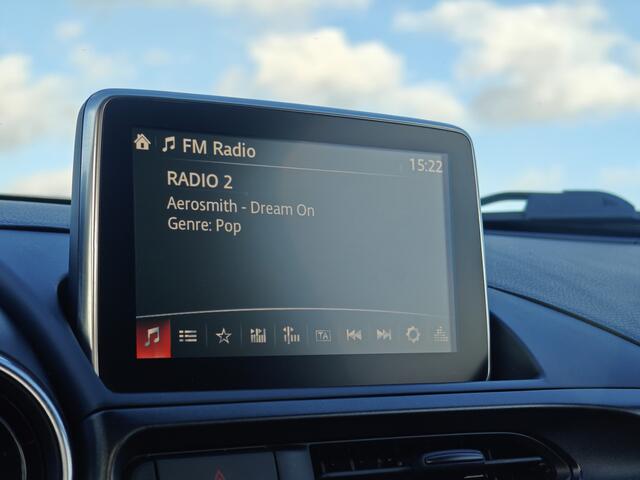 FM Radio
15:22
RADIO 2
Aerosmith - Dream On
Genre: Pop
TA